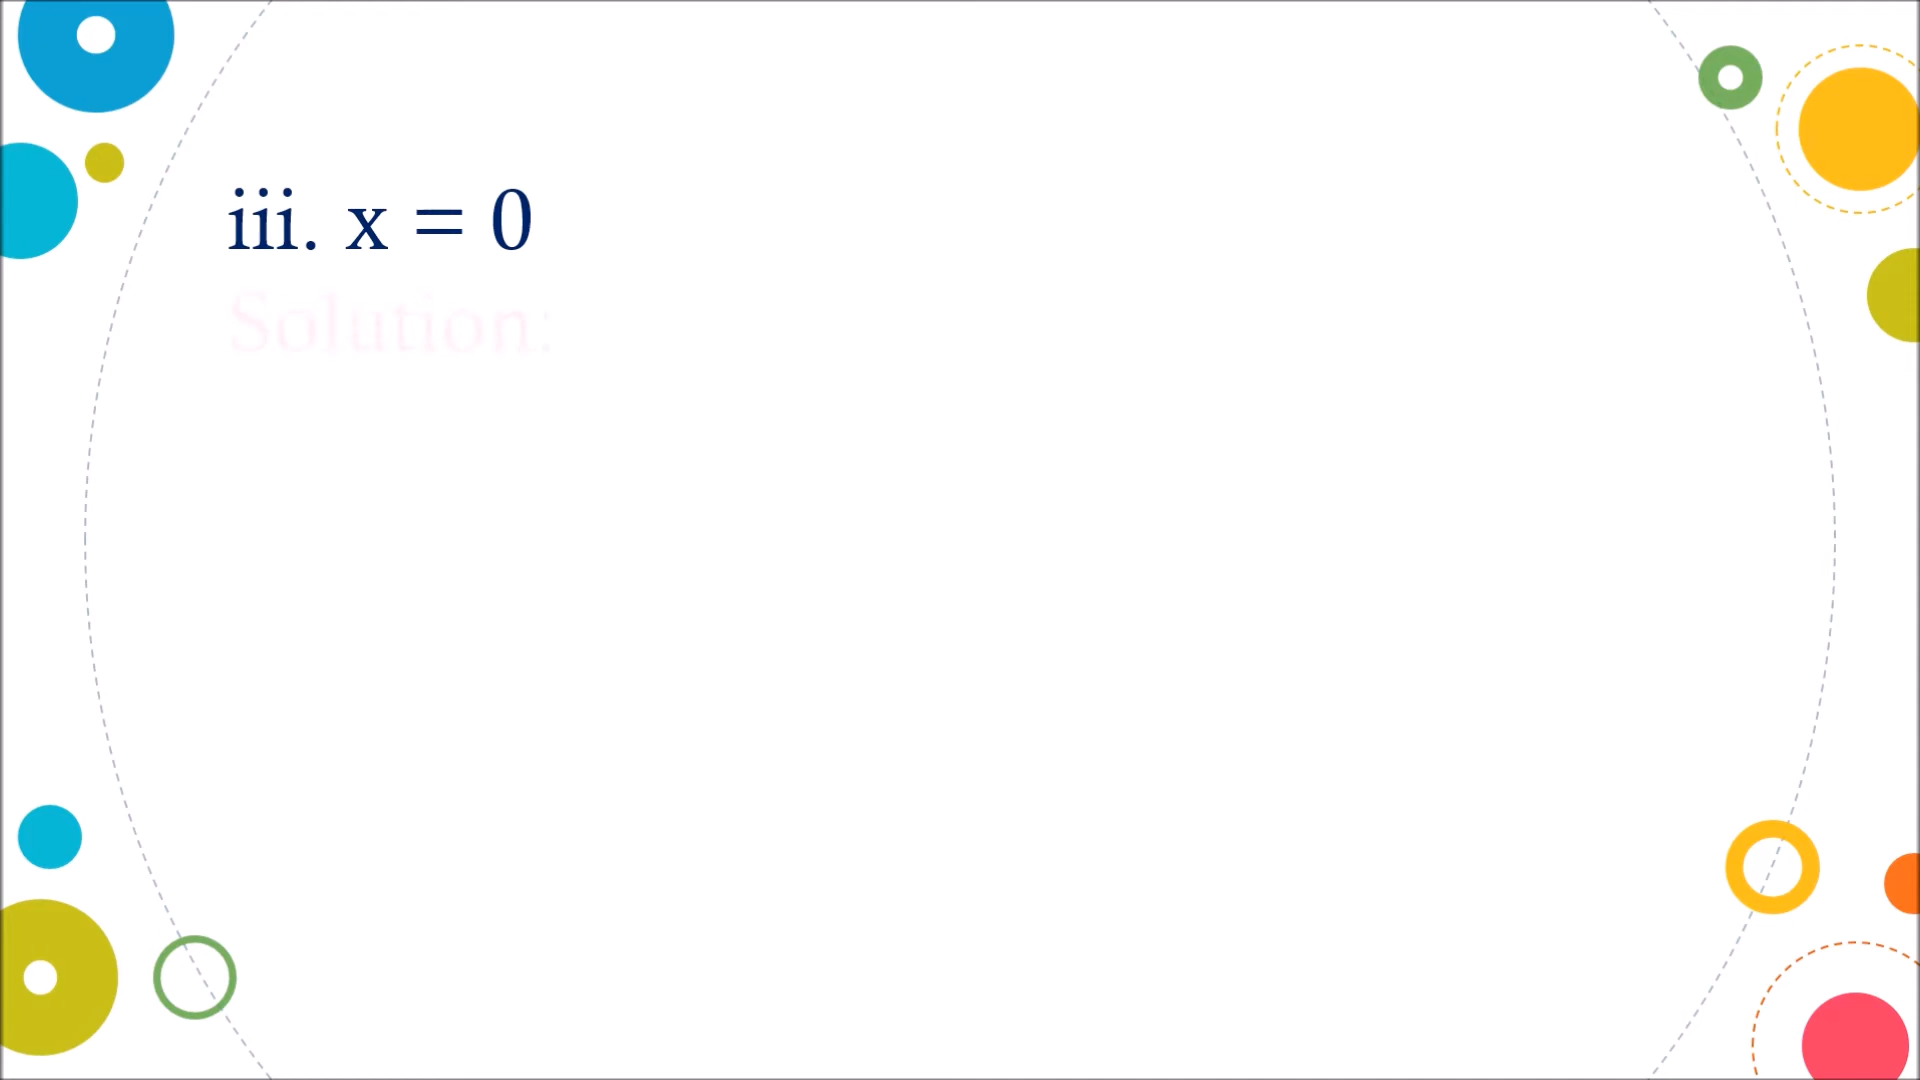 iii. x = 0
Solution: